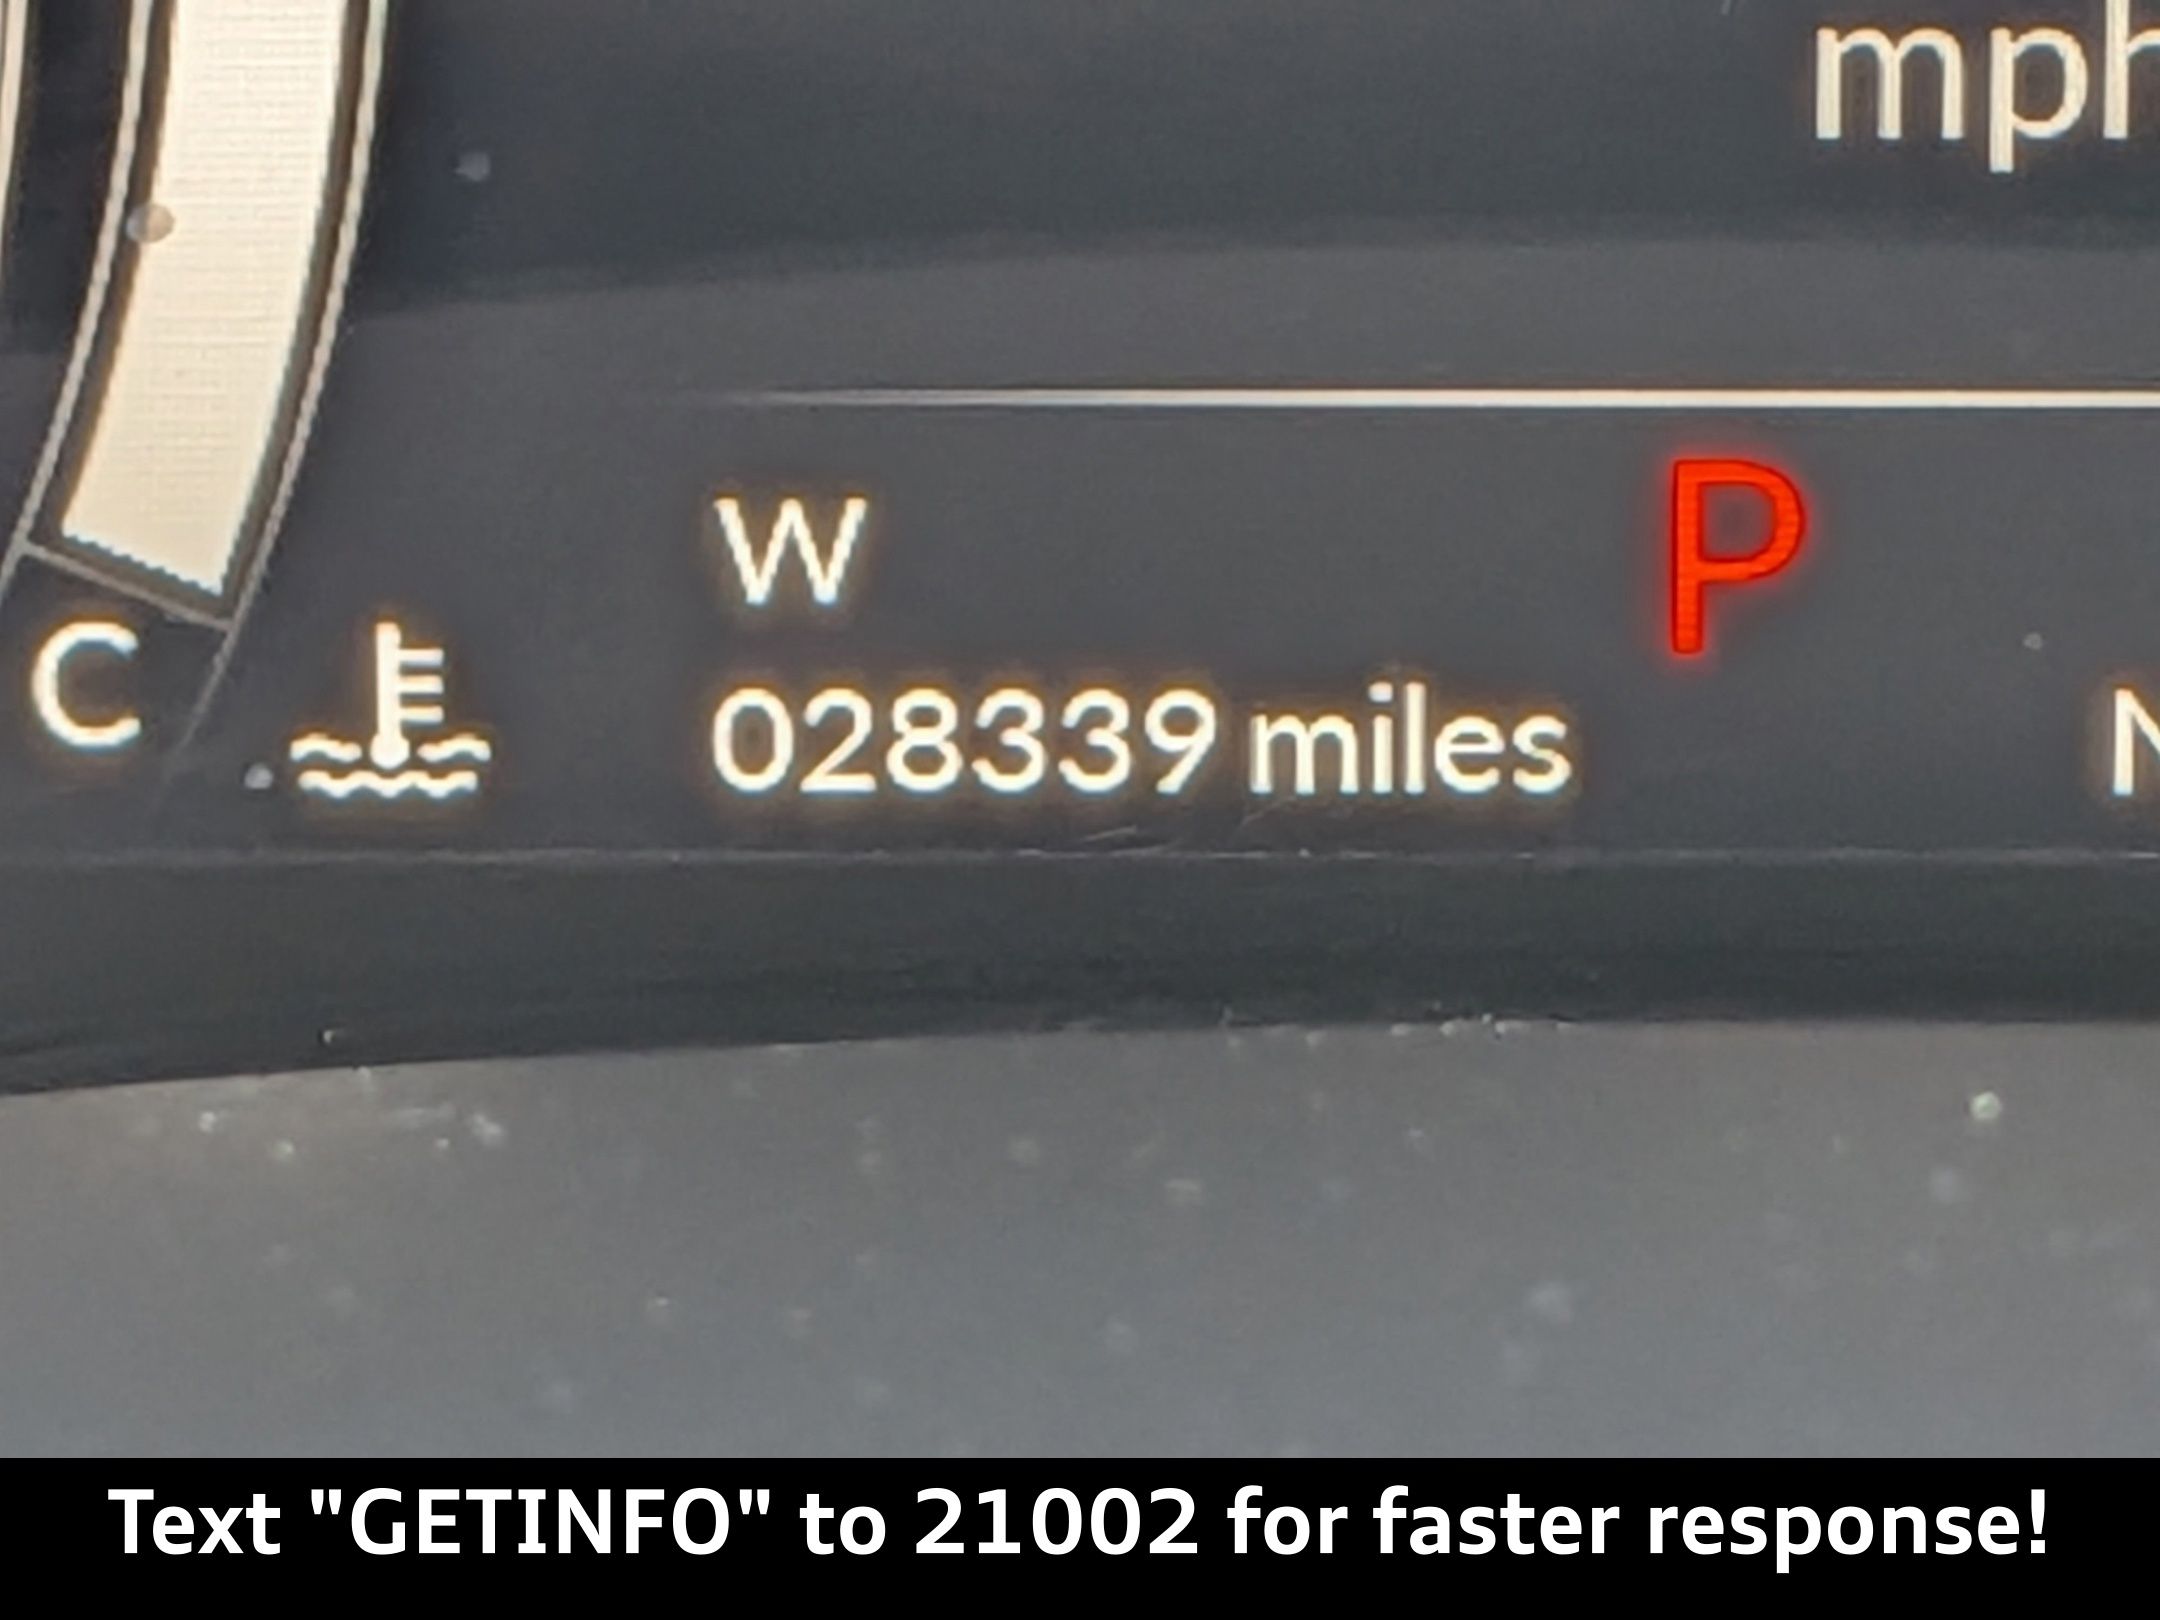 mph
W
P
C
028339 miles
N
Text "GETINFO" to 21002 for faster response!